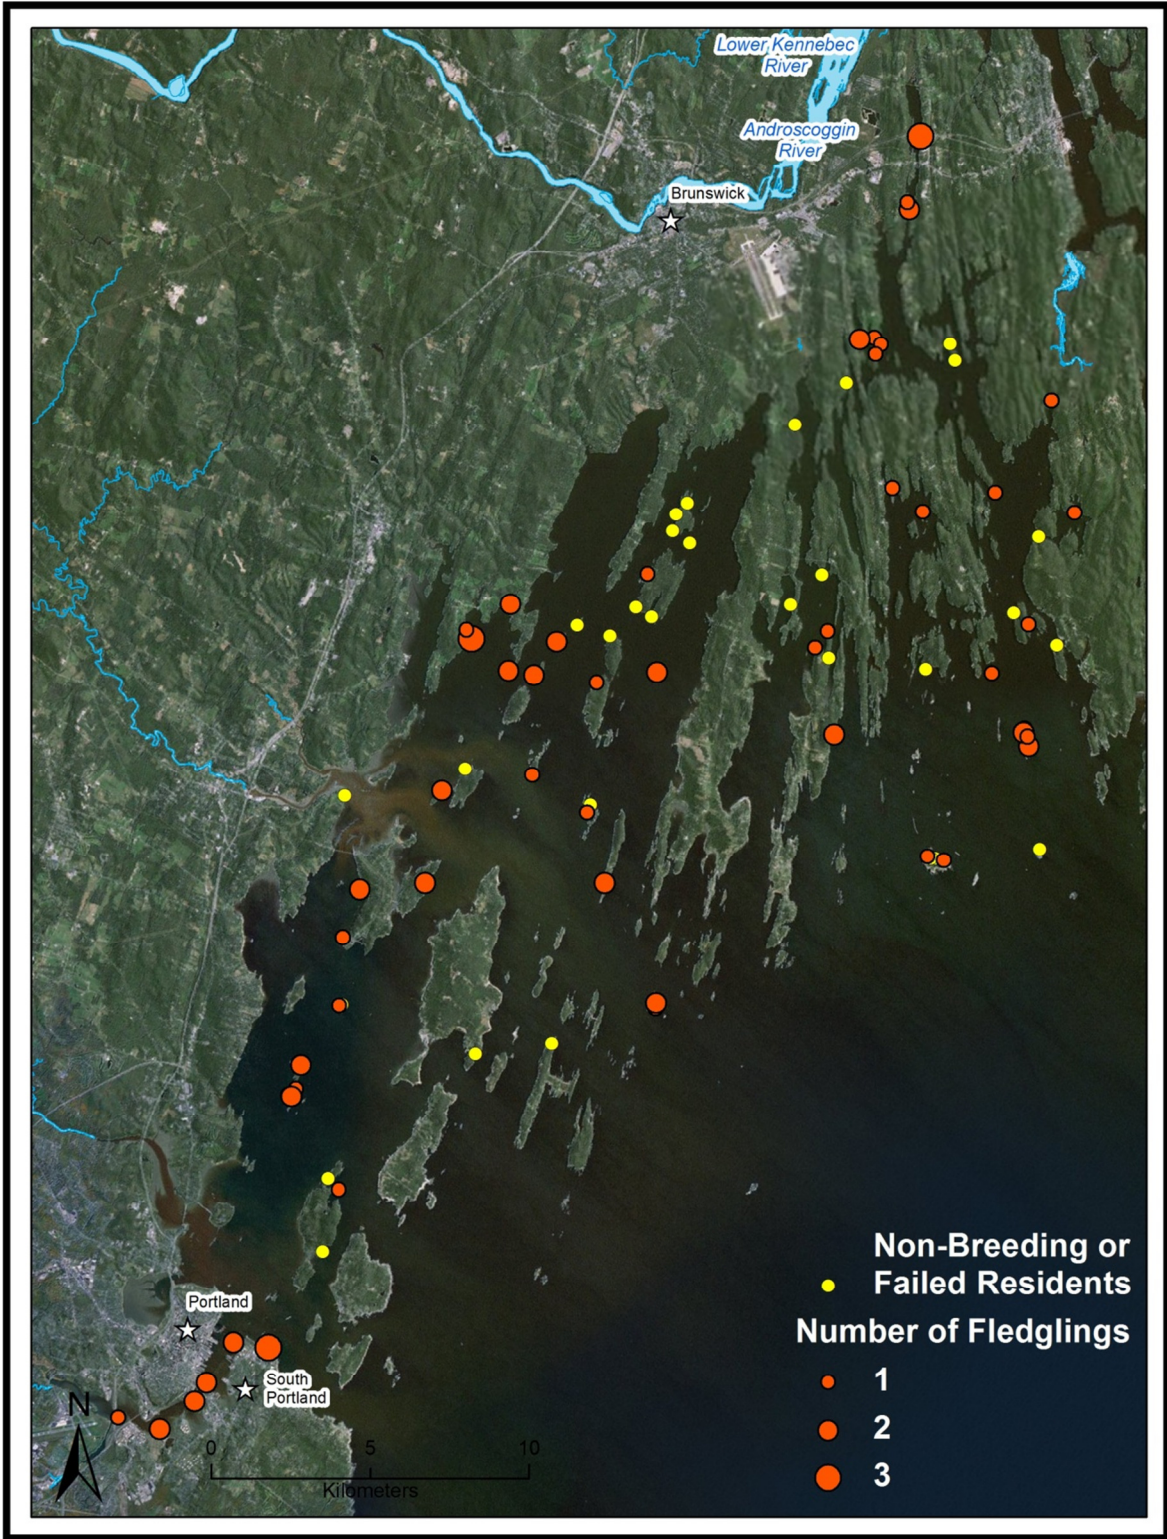 Lower Kennebec
River
Androscoggin
River
Brunswick
Portland
South
Portland
N
0 5 10
Kilometers
Non-Breeding or
Failed Residents
Number of Fledglings
1
2
3